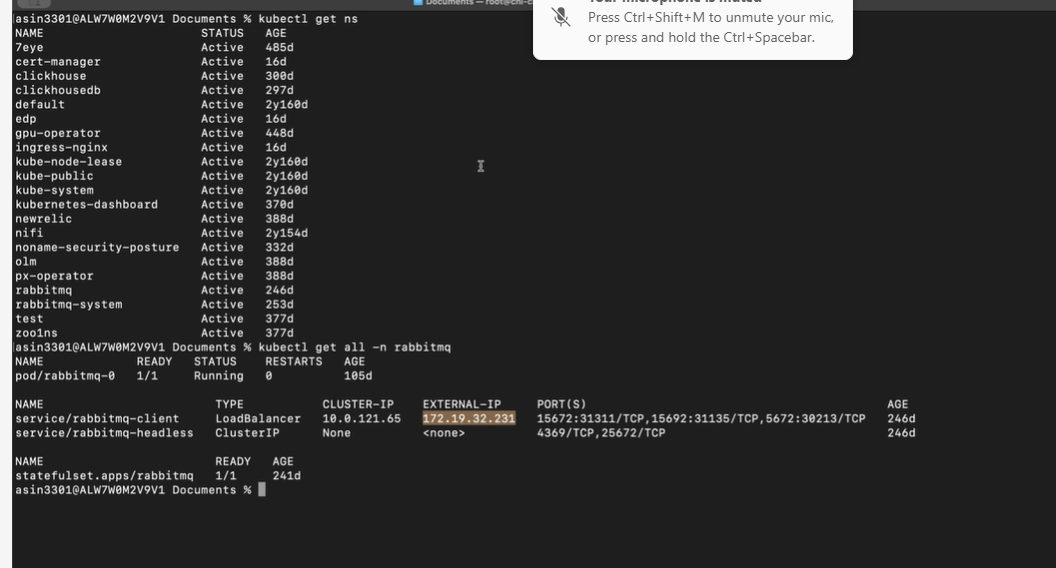 Documents — root@chi-c
Your microphone is muted
Press Ctrl+Shift+M to unmute your mic,
or press and hold the Ctrl+Spacebar.
asin3301@ALW7W0M2V9V1 Documents % kubectl get ns
NAME STATUS AGE
7eye Active 485d
cert-manager Active 16d
clickhouse Active 300d
clickhousedb Active 297d
default Active 2y160d
edp Active 16d
gpu-operator Active 448d
ingress-nginx Active 16d
kube-node-lease Active 2y160d
kube-public Active 2y160d
kube-system Active 2y160d
kubernetes-dashboard Active 370d
newrelic Active 388d
nifi Active 2y154d
noname-security-posture Active 332d
olm Active 388d
px-operator Active 388d
rabbitmq Active 246d
rabbitmq-system Active 253d
test Active 377d
zoo1ns Active 377d
asin3301@ALW7W0M2V9V1 Documents % kubectl get all -n rabbitmq
NAME READY STATUS RESTARTS AGE
pod/rabbitmq-0 1/1 Running 0 105d
NAME TYPE CLUSTER-IP EXTERNAL-IP PORT(S) AGE
service/rabbitmq-client LoadBalancer 10.0.121.65 172.19.32.231 15672:31311/TCP,15692:31135/TCP,5672:30213/TCP 246d
service/rabbitmq-headless ClusterIP None <none> 4369/TCP,25672/TCP 246d
NAME READY AGE
statefulset.apps/rabbitmq 1/1 241d
asin3301@ALW7W0M2V9V1 Documents %